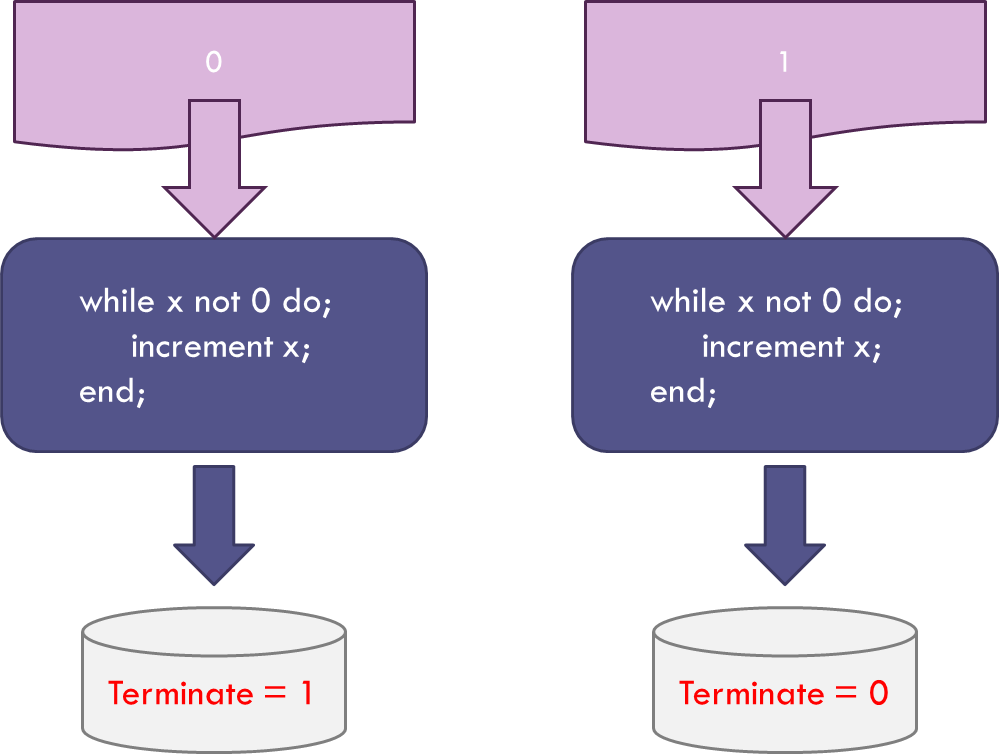 0
while x not 0 do;
increment x;
end;
Terminate = 1
1
while x not 0 do;
increment x;
end;
Terminate = 0